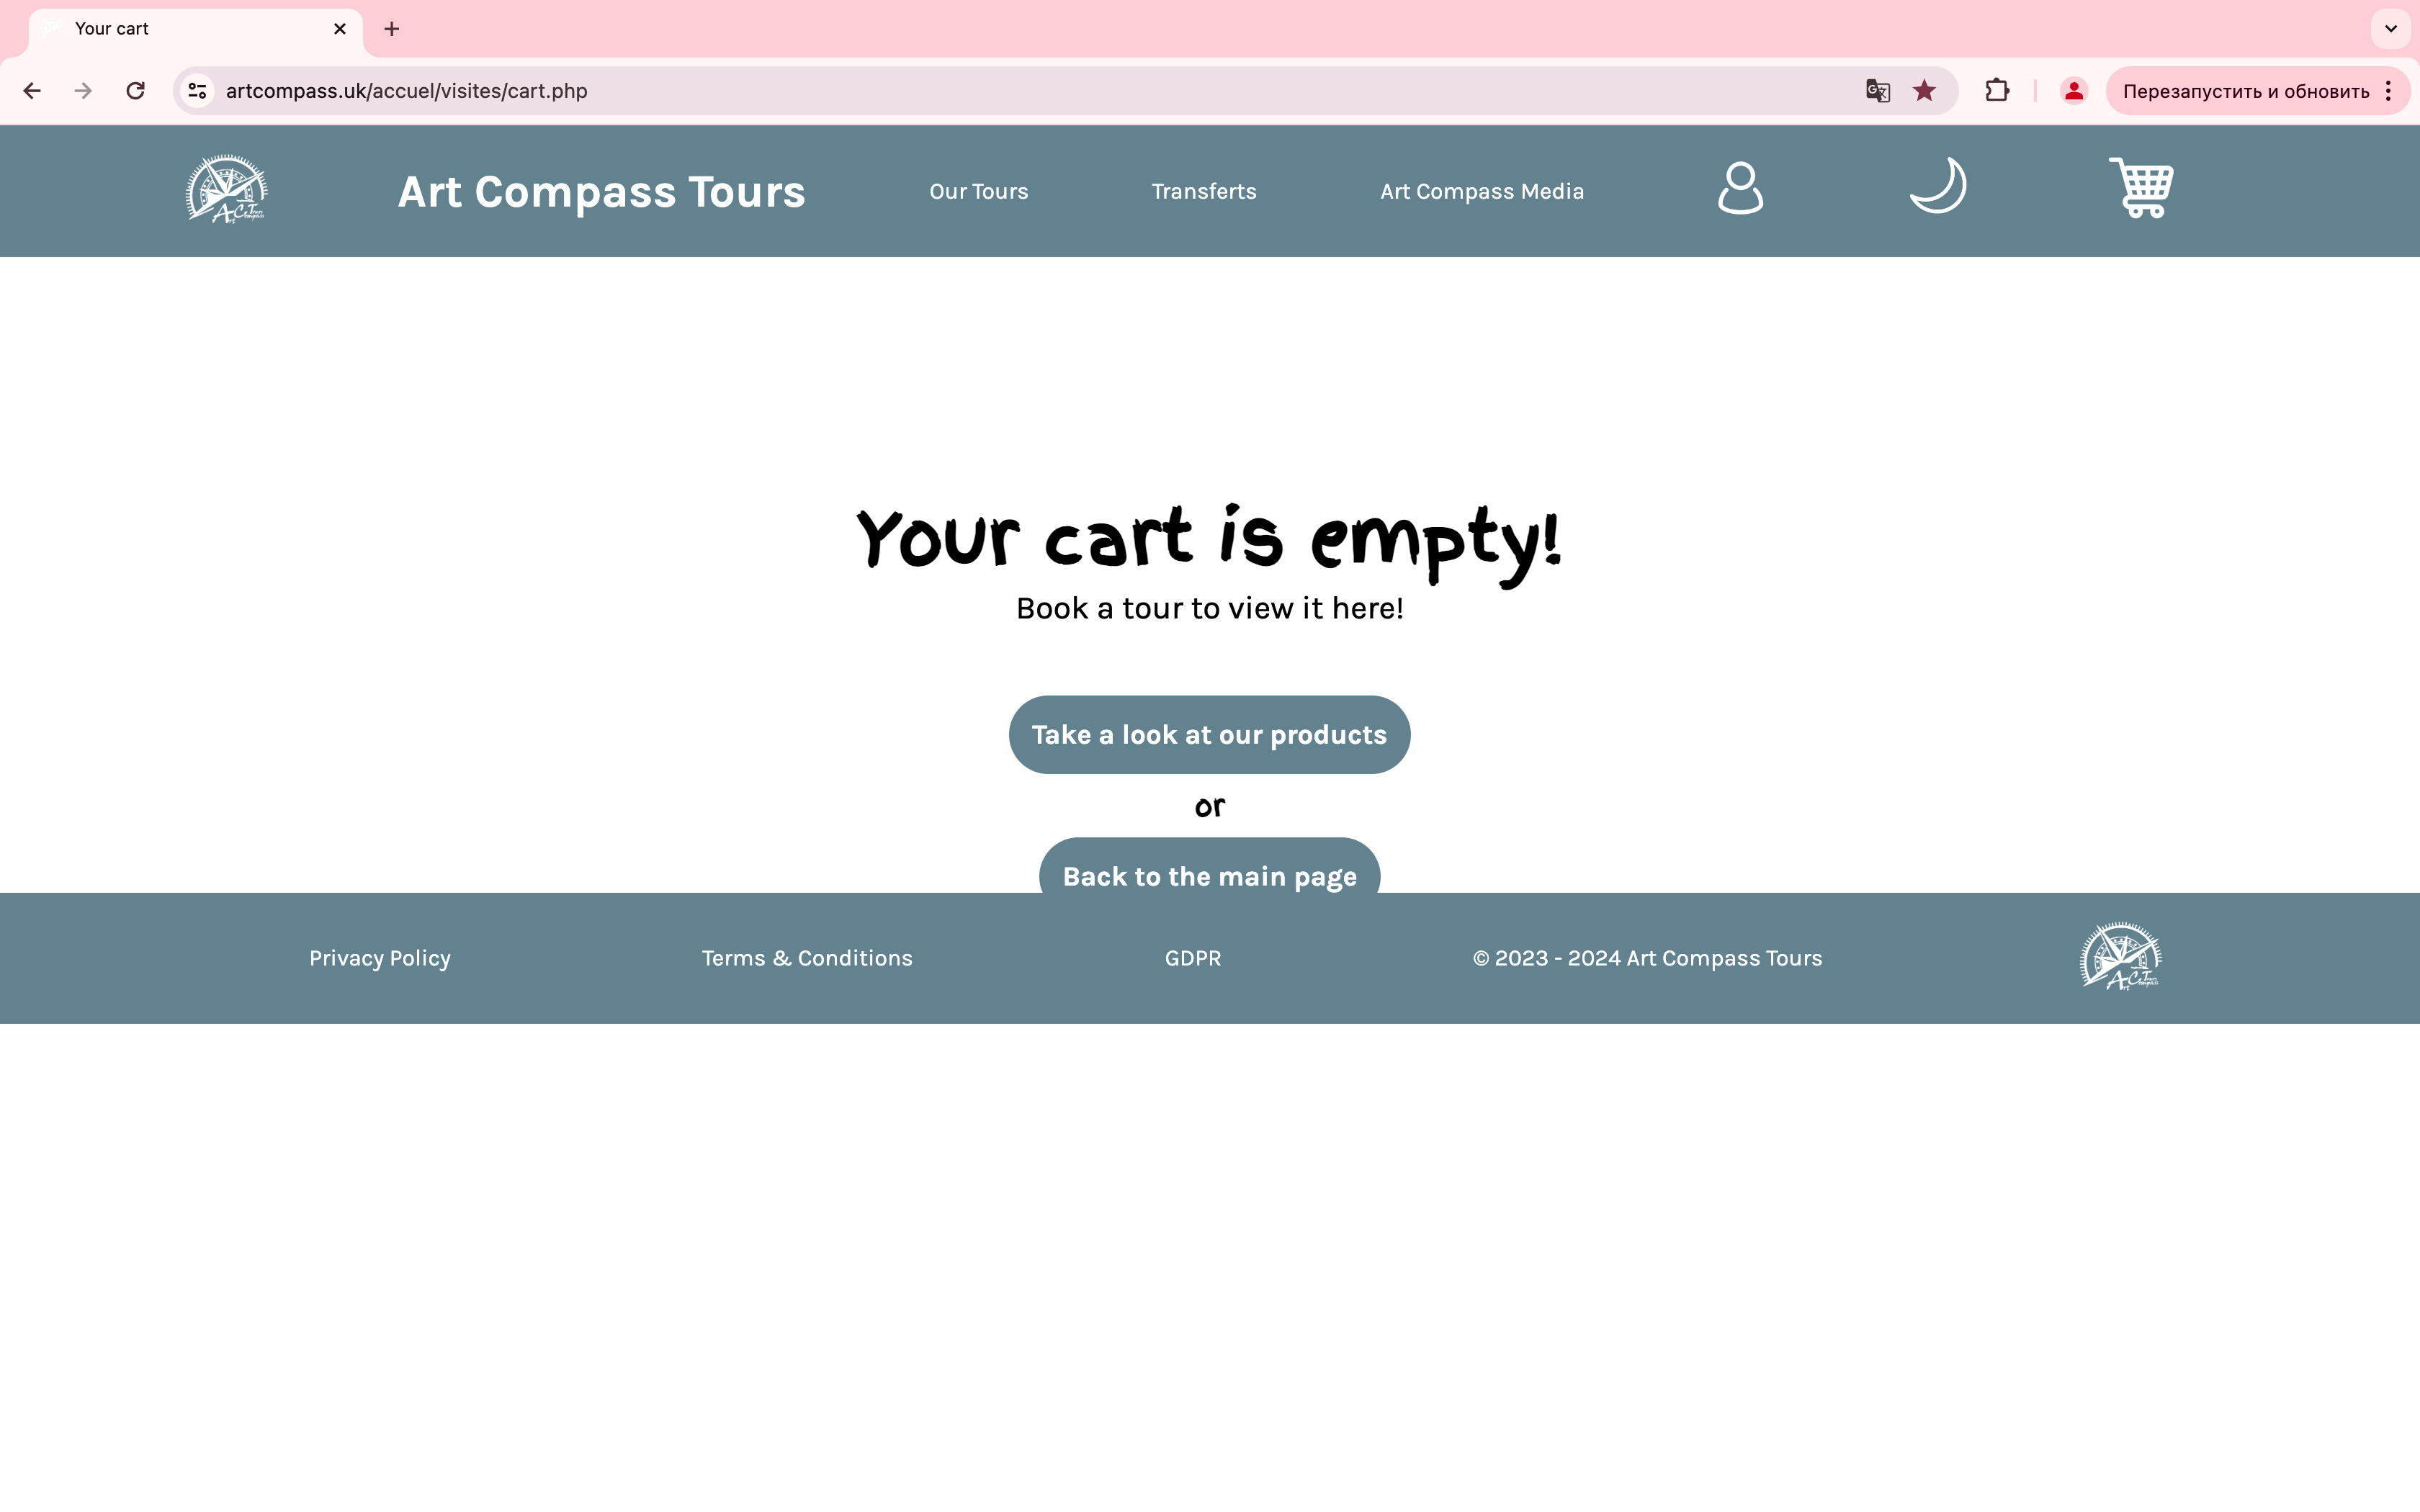 Your cart
artcompass.uk/accuel/visites/cart.php
Перезапустить и обновить
Art Compass Tours
Our Tours
Transferts
Art Compass Media
Your cart is empty!
Book a tour to view it here!
Take a look at our products
or
Back to the main page
Privacy Policy
Terms & Conditions
GDPR
© 2023 - 2024 Art Compass Tours